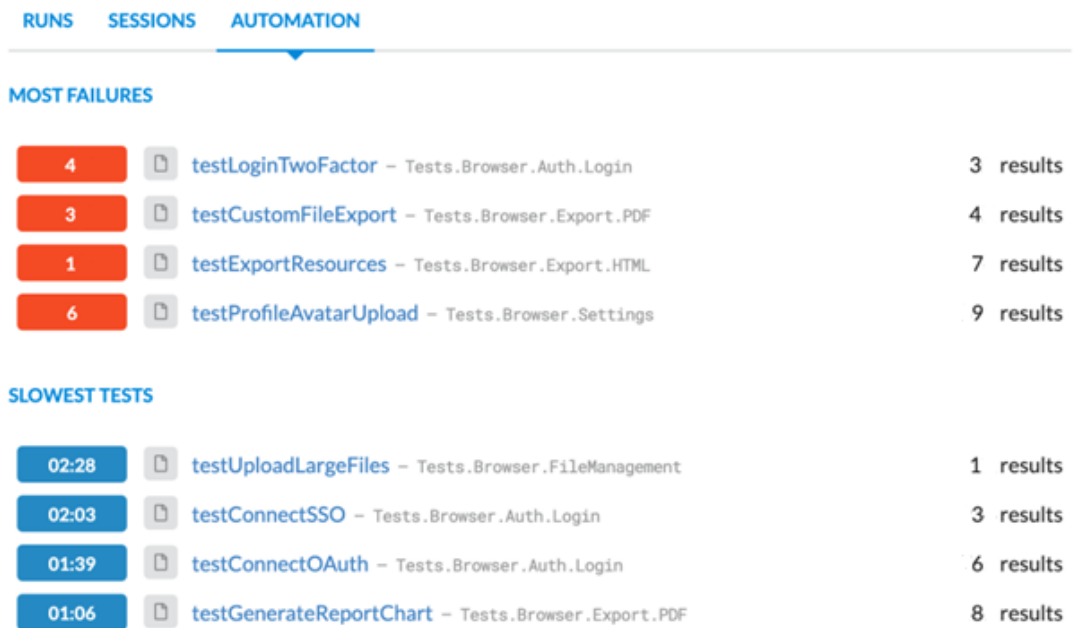 RUNS SESSIONS AUTOMATION
MOST FAILURES
4 testLoginTwoFactor – Tests.Browser.Auth.Login 3 results
3 testCustomFileExport – Tests.Browser.Export.PDF 4 results
1 testExportResources – Tests.Browser.Export.HTML 7 results
6 testProfileAvatarUpload – Tests.Browser.Settings 9 results
SLOWEST TESTS
02:28 testUploadLargeFiles – Tests.Browser.FileManagement 1 results
02:03 testConnectSSO – Tests.Browser.Auth.Login 3 results
01:39 testConnectOAuth – Tests.Browser.Auth.Login 6 results
01:06 testGenerateReportChart – Tests.Browser.Export.PDF 8 results